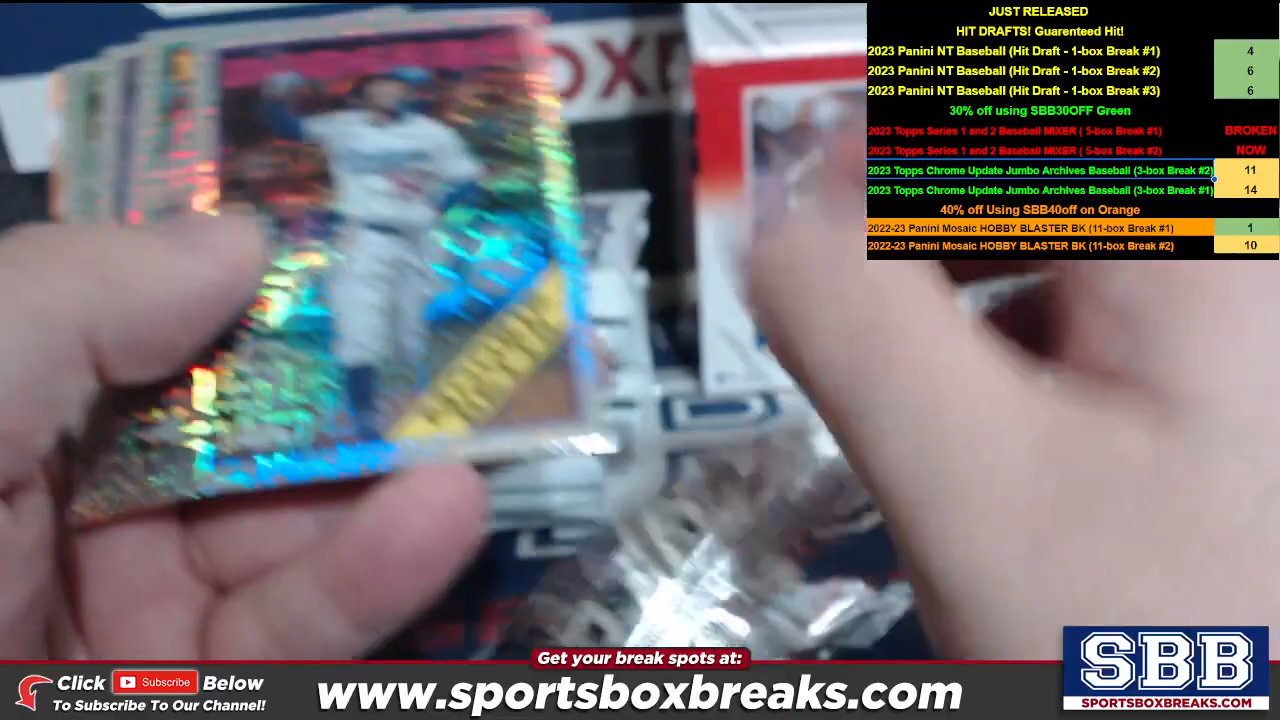 JUST RELEASED
HIT DRAFTS! Guarenteed Hit!
2023 Panini NT Baseball (Hit Draft - 1-box Break #1) 4
2023 Panini NT Baseball (Hit Draft - 1-box Break #2) 6
2023 Panini NT Baseball (Hit Draft - 1-box Break #3) 6
30% off using SBB30OFF Green
2023 Topps Series 1 and 2 Baseball MIXER ( 5-box Break #1) BROKEN
2023 Topps Series 1 and 2 Baseball MIXER ( 5-box Break #2) NOW
2023 Topps Chrome Update Jumbo Archives Baseball (3-box Break #2) 11
2023 Topps Chrome Update Jumbo Archives Baseball (3-box Break #1) 14
40% off Using SBB40off on Orange
2022-23 Panini Mosaic HOBBY BLASTER BK (11-box Break #1) 1
2022-23 Panini Mosaic HOBBY BLASTER BK (11-box Break #2) 10
OX
Get your break spots at:
Click Subscribe Below
To Subscribe To Our Channel!
www.sportsboxbreaks.com
SBB
SPORTSBOXBREAKS.COM